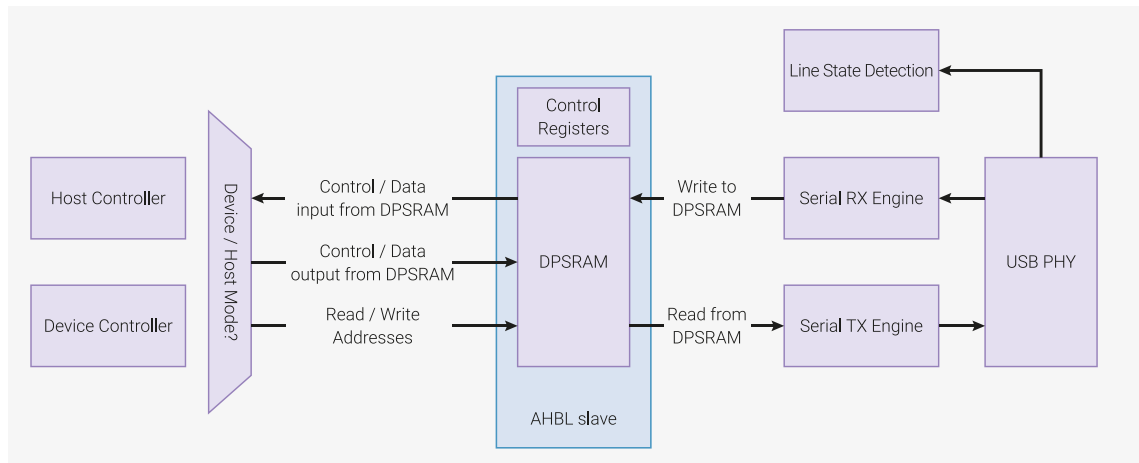 Line State Detection
Control
Registers
Host Controller
Device / Host Mode?
Control / Data
input from DPSRAM
Write to
DPSRAM
Serial RX Engine
Control / Data
output from DPSRAM
DPSRAM
USB PHY
Device Controller
Read / Write
Addresses
Read from
DPSRAM
Serial TX Engine
AHBL slave